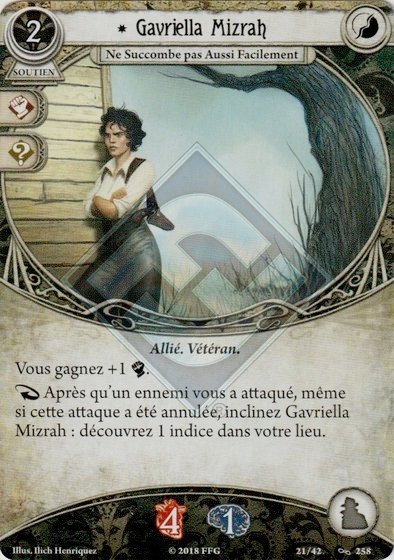 2
* Gavriella Mizrah
Ne Succombe pas Aussi Facilement
SOUTIEN
?
Allié. Vétéran.
Vous gagnez +1 .
Après qu'un ennemi vous a attaqué, même
si cette attaque a été annulée, inclinez Gavriella
Mizrah : découvrez 1 indice dans votre lieu.
4
1
Illus. Ilich Henriquez
© 2018 FFG
21/42
258